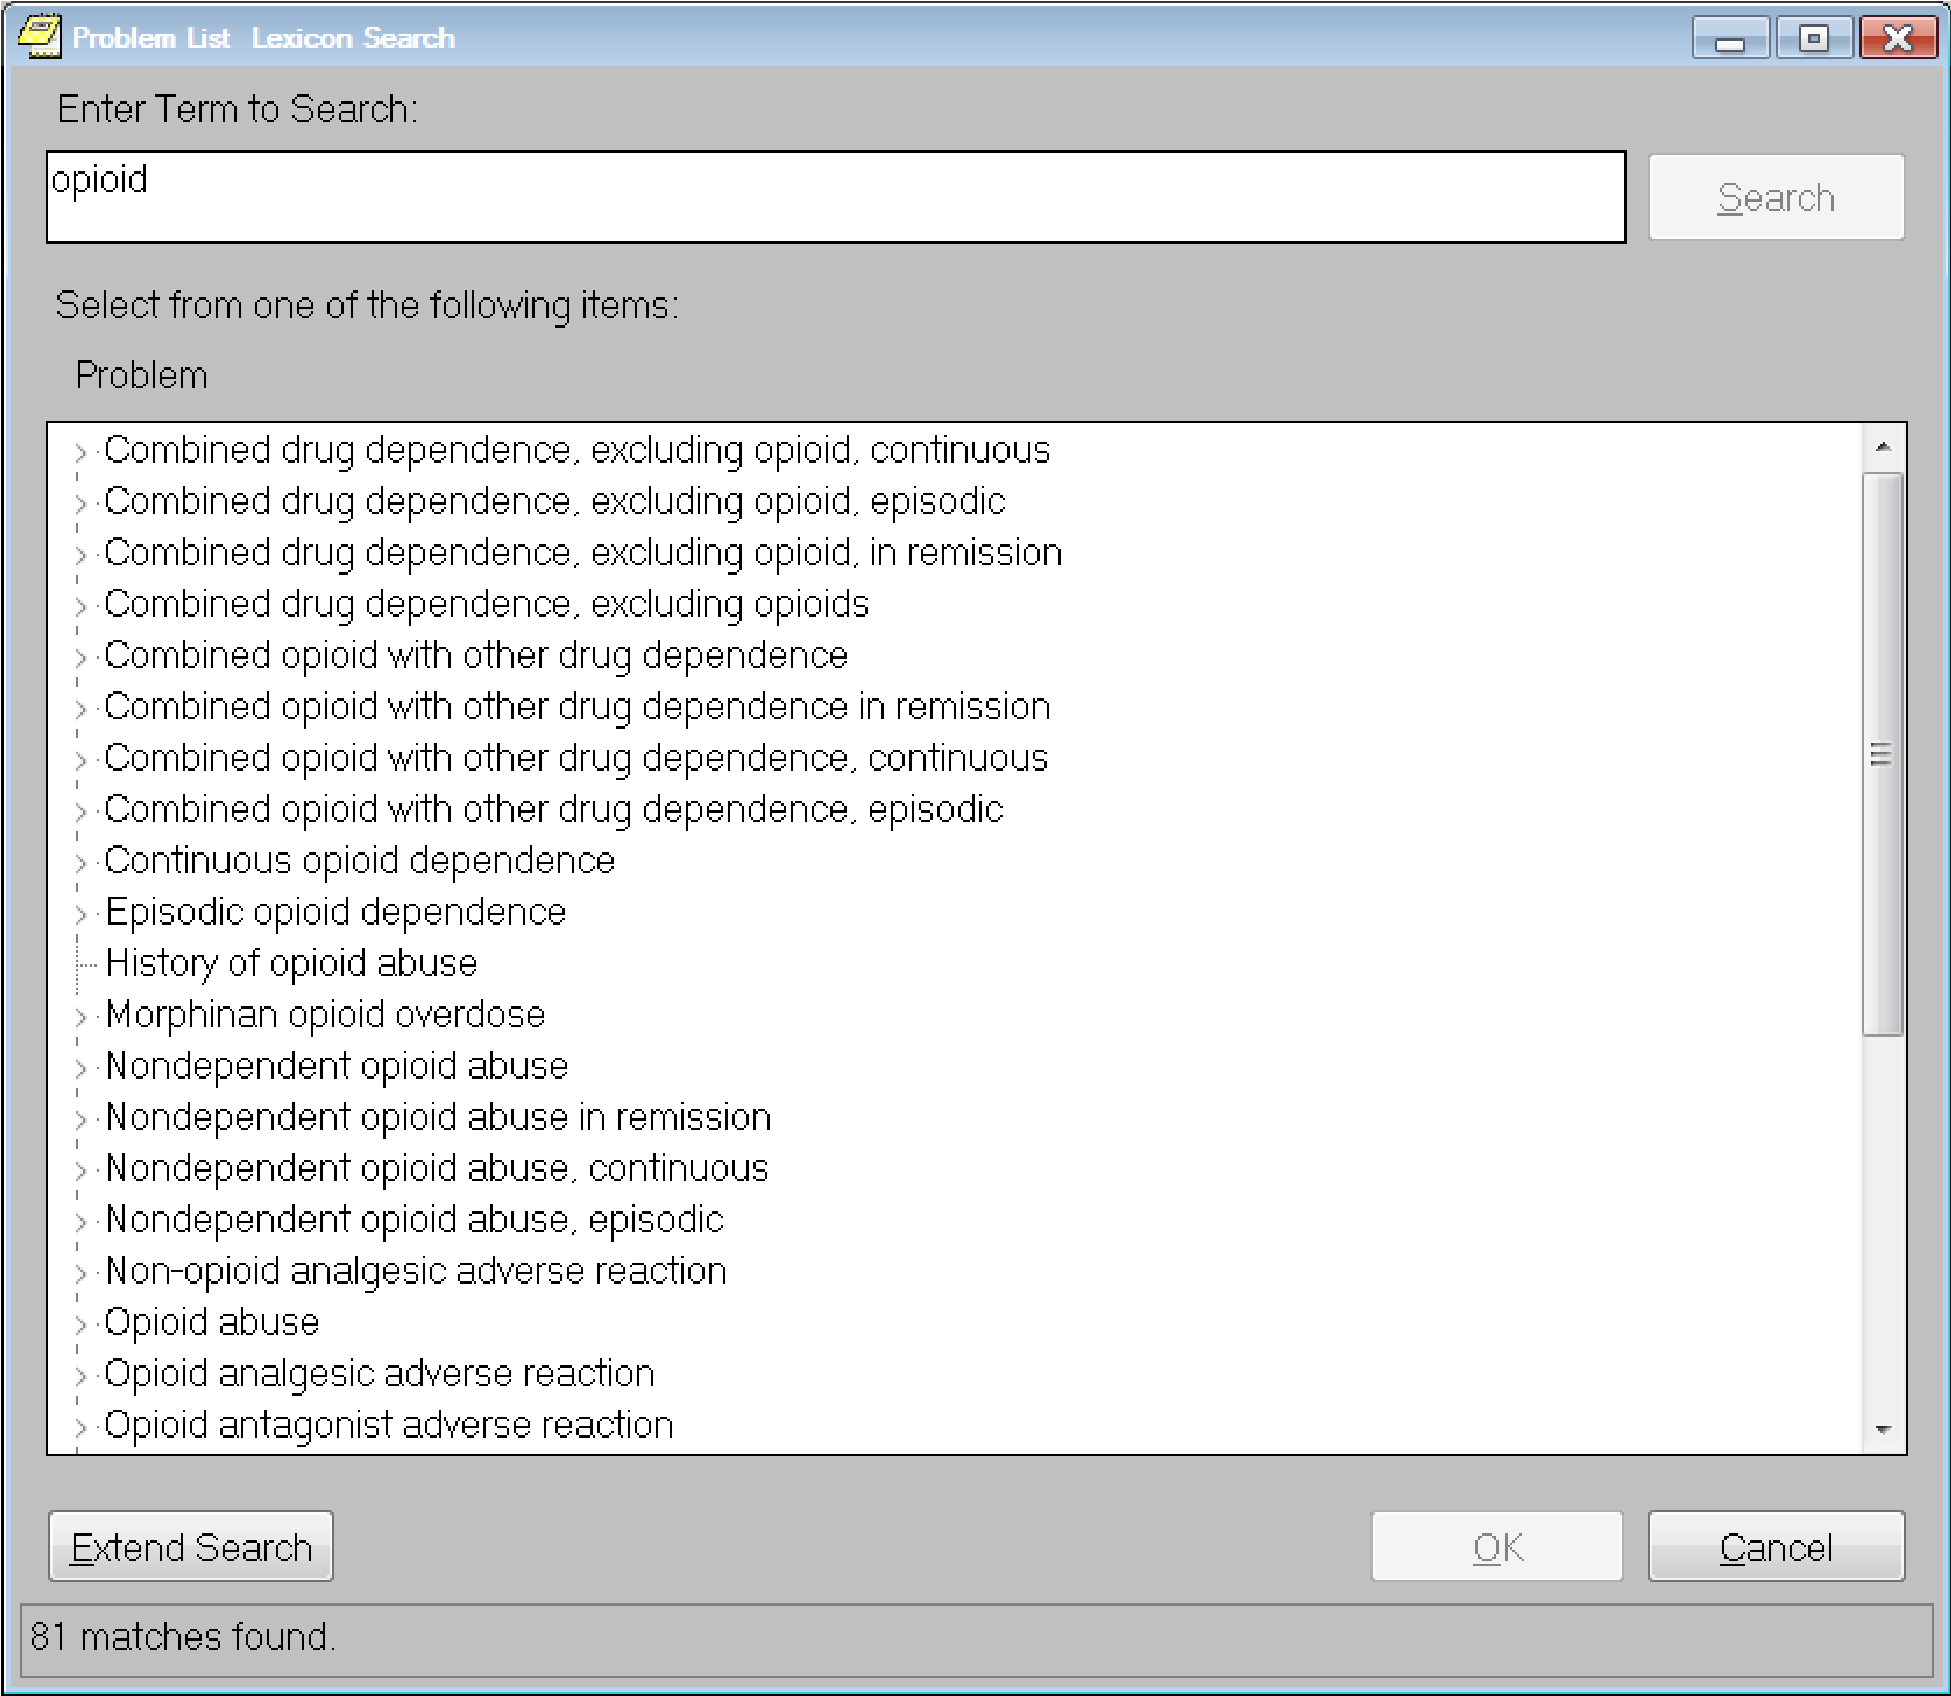 Problem List  Lexicon Search
Enter Term to Search:
opioid
Search
Select from one of the following items:
Problem
Combined drug dependence, excluding opioid, continuous
Combined drug dependence, excluding opioid, episodic
Combined drug dependence, excluding opioid, in remission
Combined drug dependence, excluding opioids
Combined opioid with other drug dependence
Combined opioid with other drug dependence in remission
Combined opioid with other drug dependence, continuous
Combined opioid with other drug dependence, episodic
Continuous opioid dependence
Episodic opioid dependence
History of opioid abuse
Morphinan opioid overdose
Nondependent opioid abuse
Nondependent opioid abuse in remission
Nondependent opioid abuse, continuous
Nondependent opioid abuse, episodic
Non-opioid analgesic adverse reaction
Opioid abuse
Opioid analgesic adverse reaction
Opioid antagonist adverse reaction
Extend Search
OK
Cancel
81 matches found.